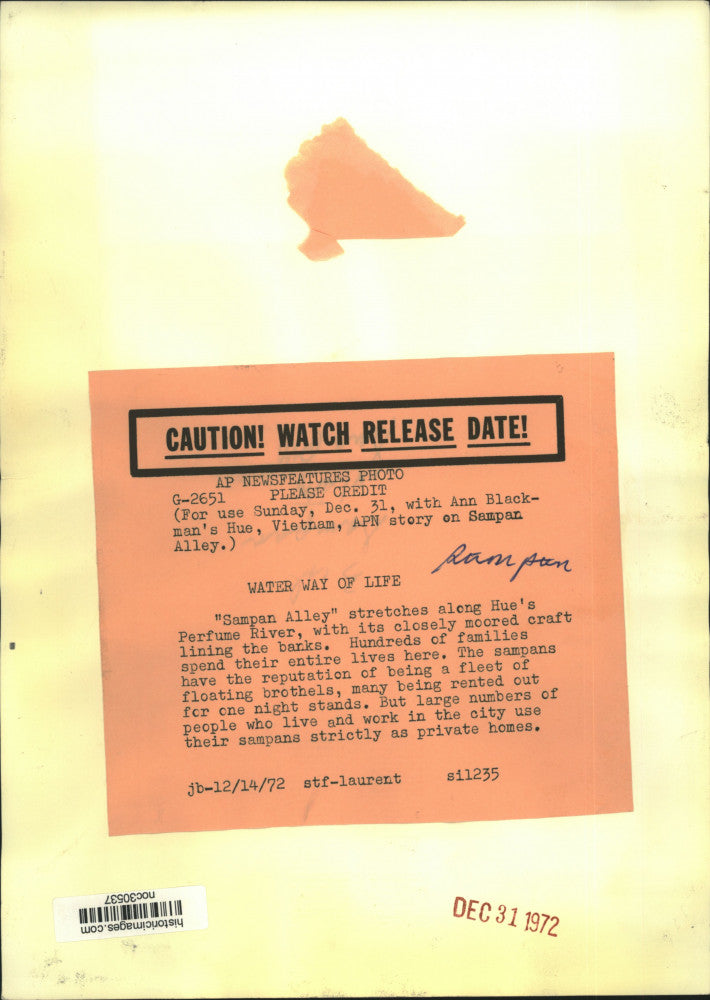 CAUTION! WATCH RELEASE DATE!
AP NEWSFEATURES PHOTO
G-2651 PLEASE CREDIT
(For use Sunday, Dec. 31, with Ann Black-
man's Hue, Vietnam, APN story on Sampan
Alley.)
Sampan
WATER WAY OF LIFE
"Sampan Alley" stretches along Hue's
Perfume River, with its closely moored craft
lining the banks. Hundreds of families
spend their entire lives here. The sampans
have the reputation of being a fleet of
floating brothels, many being rented out
for one night stands. But large numbers of
people who live and work in the city use
their sampans strictly as private homes.
jb-12/14/72 stf-laurent sil235
DEC 31 1972
historicimages.com
noc30537